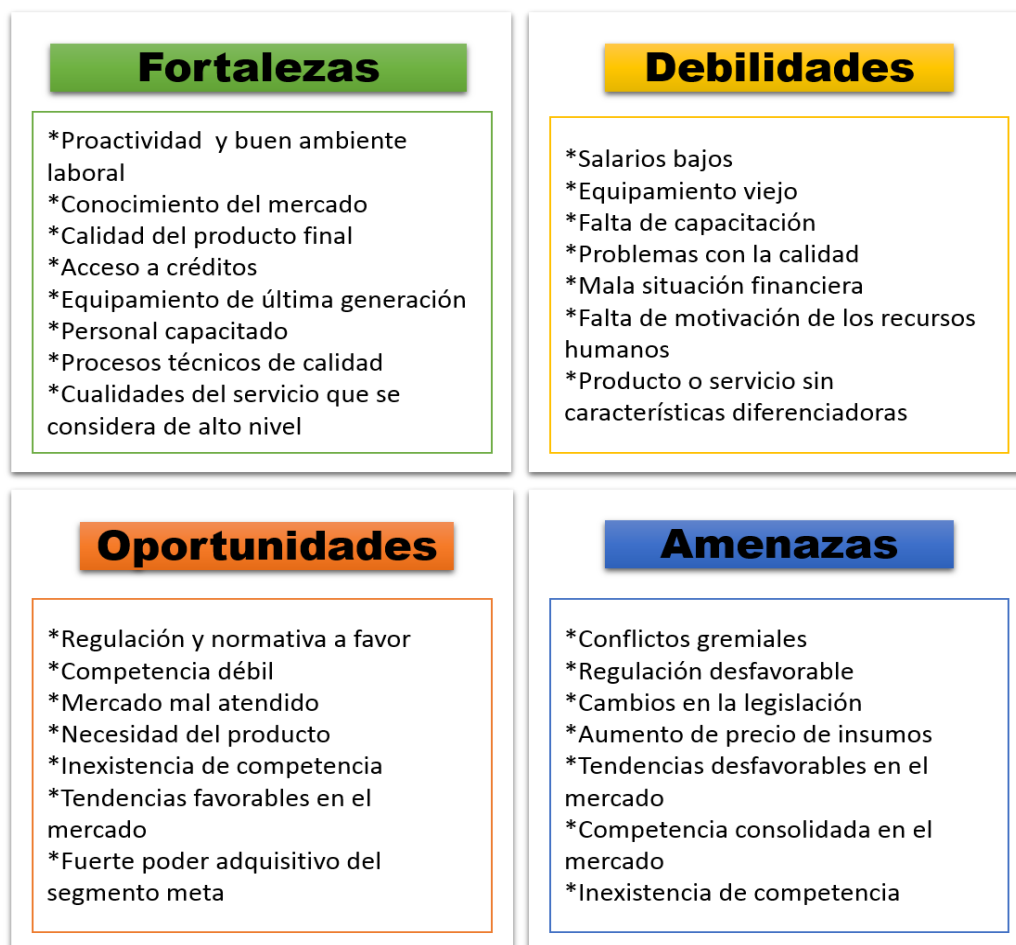 Fortalezas
*Proactividad  y buen ambiente
laboral
*Conocimiento del mercado
*Calidad del producto final
*Acceso a créditos
*Equipamiento de última generación
*Personal capacitado
*Procesos técnicos de calidad
*Cualidades del servicio que se
considera de alto nivel
Debilidades
*Salarios bajos
*Equipamiento viejo
*Falta de capacitación
*Problemas con la calidad
*Mala situación financiera
*Falta de motivación de los recursos
humanos
*Producto o servicio sin
características diferenciadoras
Oportunidades
*Regulación y normativa a favor
*Competencia débil
*Mercado mal atendido
*Necesidad del producto
*Inexistencia de competencia
*Tendencias favorables en el
mercado
*Fuerte poder adquisitivo del
segmento meta
Amenazas
*Conflictos gremiales
*Regulación desfavorable
*Cambios en la legislación
*Aumento de precio de insumos
*Tendencias desfavorables en el
mercado
*Competencia consolidada en el
mercado
*Inexistencia de competencia